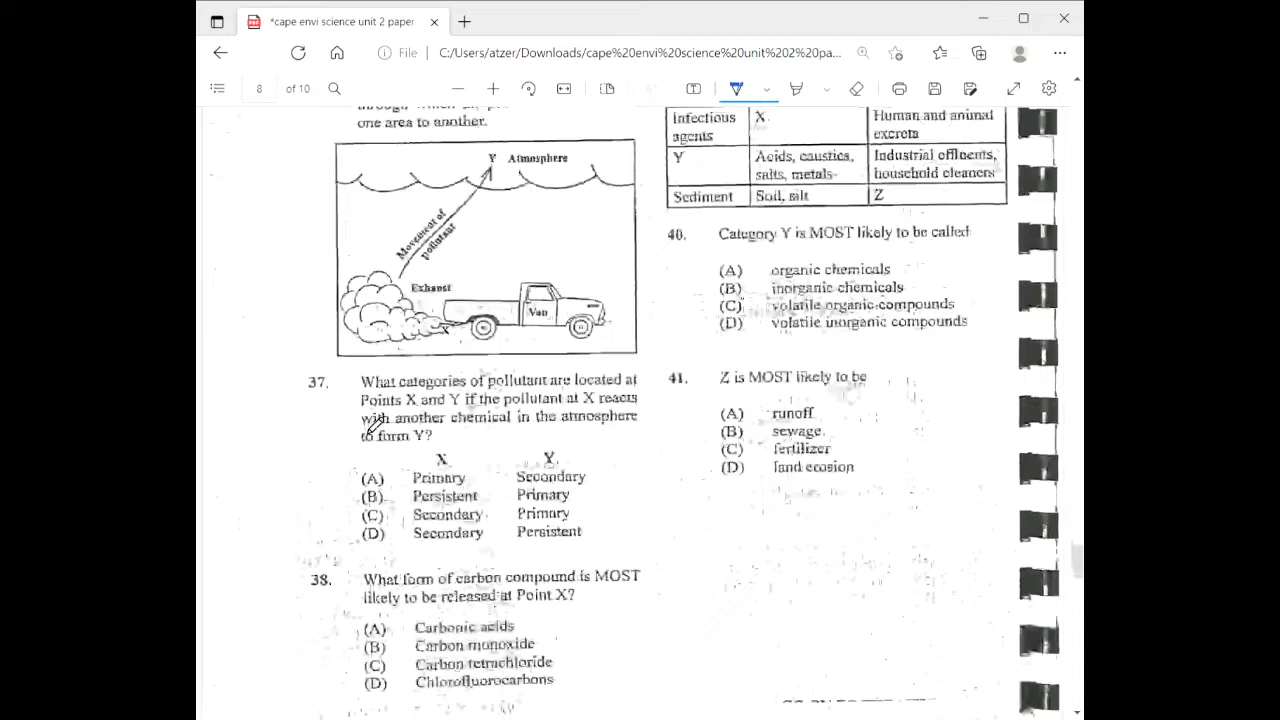 *cape envi science unit 2 paper
File C:/Users/atzer/Downloads/cape%20envi%20science%20unit%202%20pa...
8 of 10
one area to another.
Y Atmosphere
Movement of
pollutant
Exhaust
Van
X
37. What categories of pollutant are located at
Points X and Y if the pollutant at X reacts
with another chemical in the atmosphere
to form Y?
X Y
(A) Primary Secondary
(B) Persistent Primary
(C) Secondary Primary
(D) Secondary Persistent
38. What form of carbon compound is MOST
likely to be released at Point X?
(A) Carbonic acids
(B) Carbon monoxide
(C) Carbon tetrachloride
(D) Chlorofluorocarbons
Infectious X Human and animal
agents excreta
Y Acids, caustics, Industrial effluents,
salts, metals household cleaners
Sediment Soil, salt Z
40. Category Y is MOST likely to be called
(A) organic chemicals
(B) inorganic chemicals
(C) volatile organic compounds
(D) volatile inorganic compounds
41. Z is MOST likely to be
(A) runoff
(B) sewage
(C) fertilizer
(D) land erosion